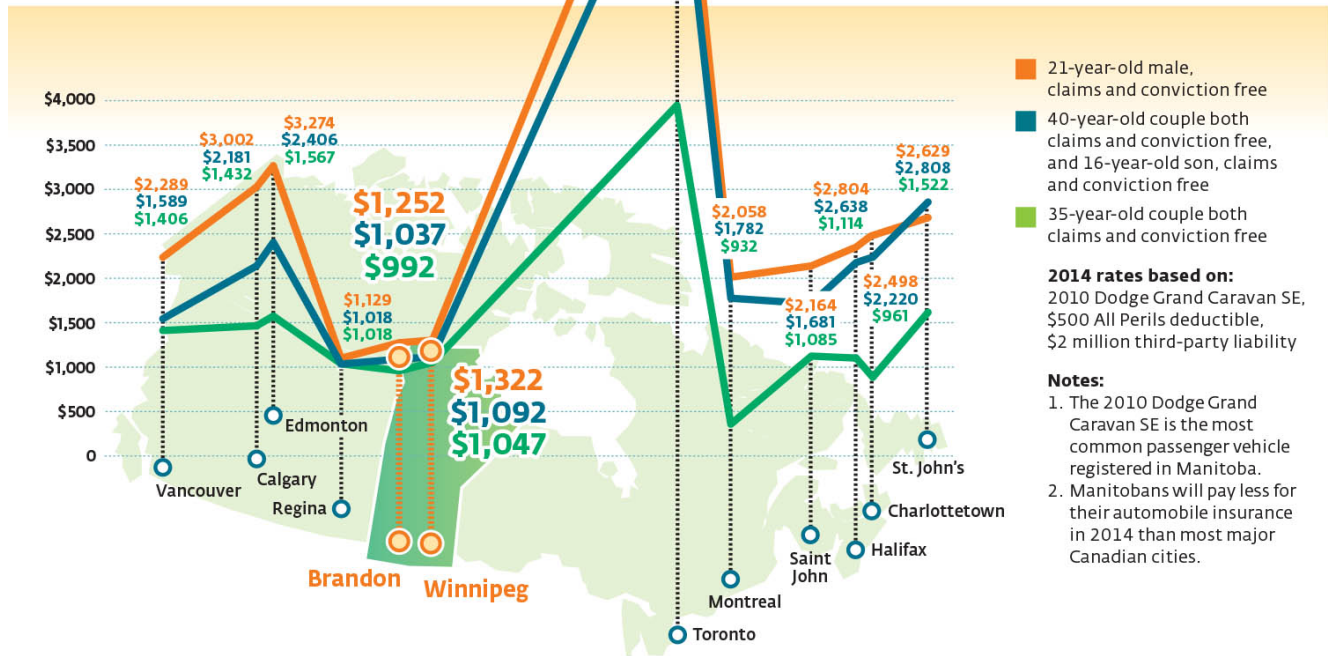 $4,000
$3,500
$3,000
$2,500
$2,000
$1,500
$1,000
$500
0
$2,289
$1,589
$1,406
$3,002
$2,181
$1,432
$3,274
$2,406
$1,567
$1,129
$1,018
$1,018
$1,252
$1,037
$992
$1,322
$1,092
$1,047
$2,058
$1,782
$932
$2,164
$1,681
$1,085
$2,804
$2,638
$1,114
$2,498
$2,220
$961
$2,629
$2,808
$1,522
Vancouver
Calgary
Edmonton
Regina
Brandon
Winnipeg
Toronto
Montreal
Saint
John
Halifax
Charlottetown
St. John's
21-year-old male,
claims and conviction free
40-year-old couple both
claims and conviction free,
and 16-year-old son, claims
and conviction free
35-year-old couple both
claims and conviction free
2014 rates based on:
2010 Dodge Grand Caravan SE,
$500 All Perils deductible,
$2 million third-party liability
Notes:
1. The 2010 Dodge Grand
Caravan SE is the most
common passenger vehicle
registered in Manitoba.
2. Manitobans will pay less for
their automobile insurance
in 2014 than most major
Canadian cities.